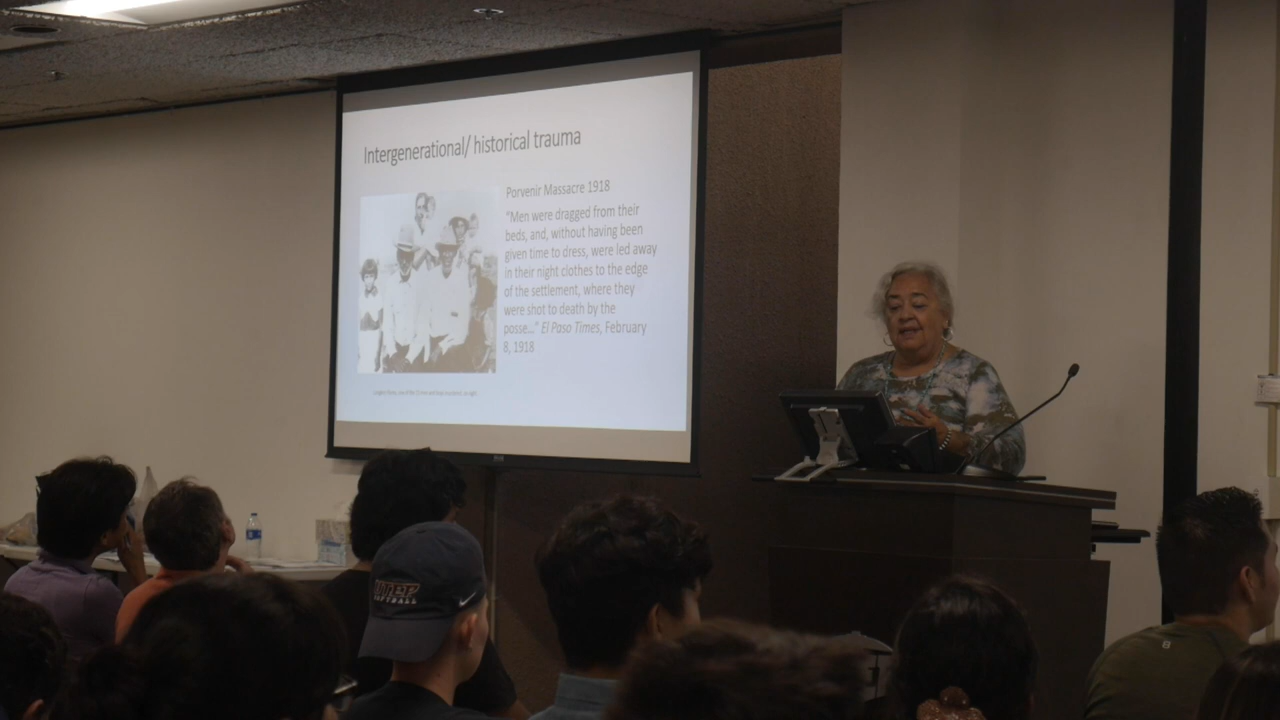 Intergenerational/ historical trauma
Porvenir Massacre 1918
"Men were dragged from their
beds, and, without having been
given time to dress, were led away
in their night clothes to the edge
of the settlement, where they
were shot to death by the
posse…" El Paso Times, February
8, 1918
UTEP
SOFTBALL